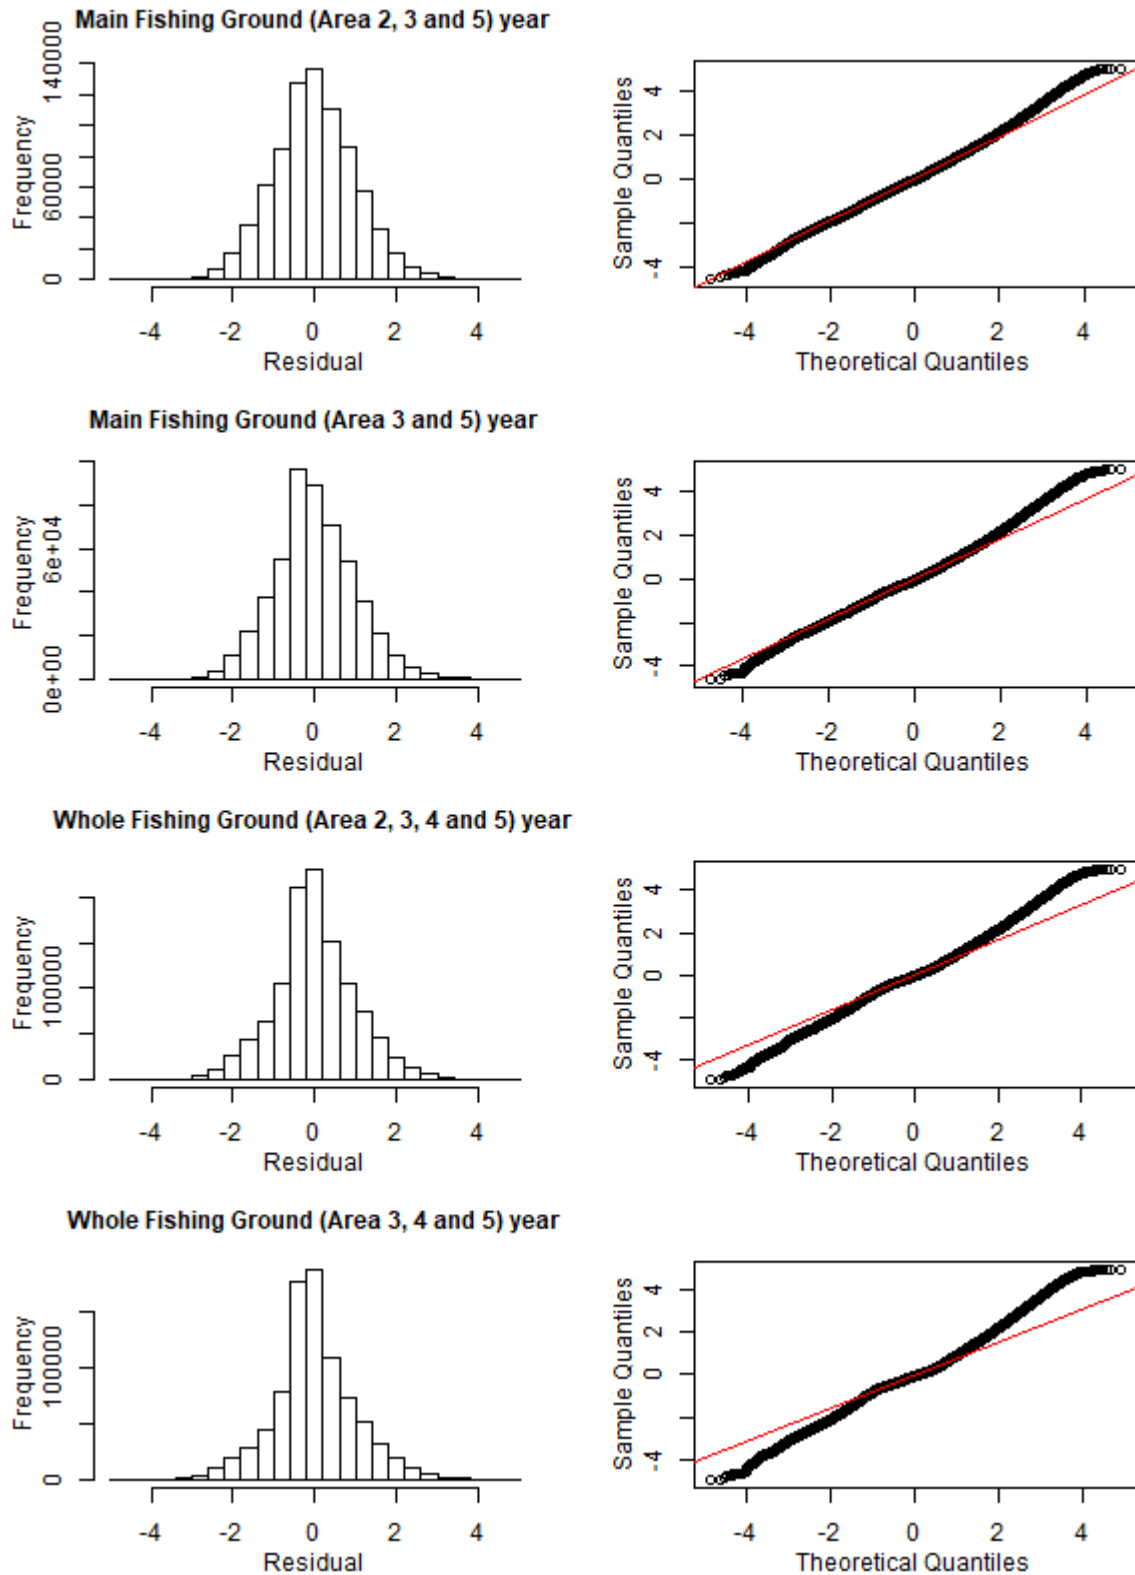 Main Fishing Ground (Area 2, 3 and 5) year
Frequency
0 60000 140000
-4 -2 0 2 4
Residual
Sample Quantiles
-4 0 2 4
-4 -2 0 2 4
Theoretical Quantiles
Main Fishing Ground (Area 3 and 5) year
Frequency
0e+00 6e+04
-4 -2 0 2 4
Residual
Sample Quantiles
-4 0 2 4
-4 -2 0 2 4
Theoretical Quantiles
Whole Fishing Ground (Area 2, 3, 4 and 5) year
Frequency
0 100000
-4 -2 0 2 4
Residual
Sample Quantiles
-4 0 2 4
-4 -2 0 2 4
Theoretical Quantiles
Whole Fishing Ground (Area 3, 4 and 5) year
Frequency
0 100000
-4 -2 0 2 4
Residual
Sample Quantiles
-4 0 2 4
-4 -2 0 2 4
Theoretical Quantiles